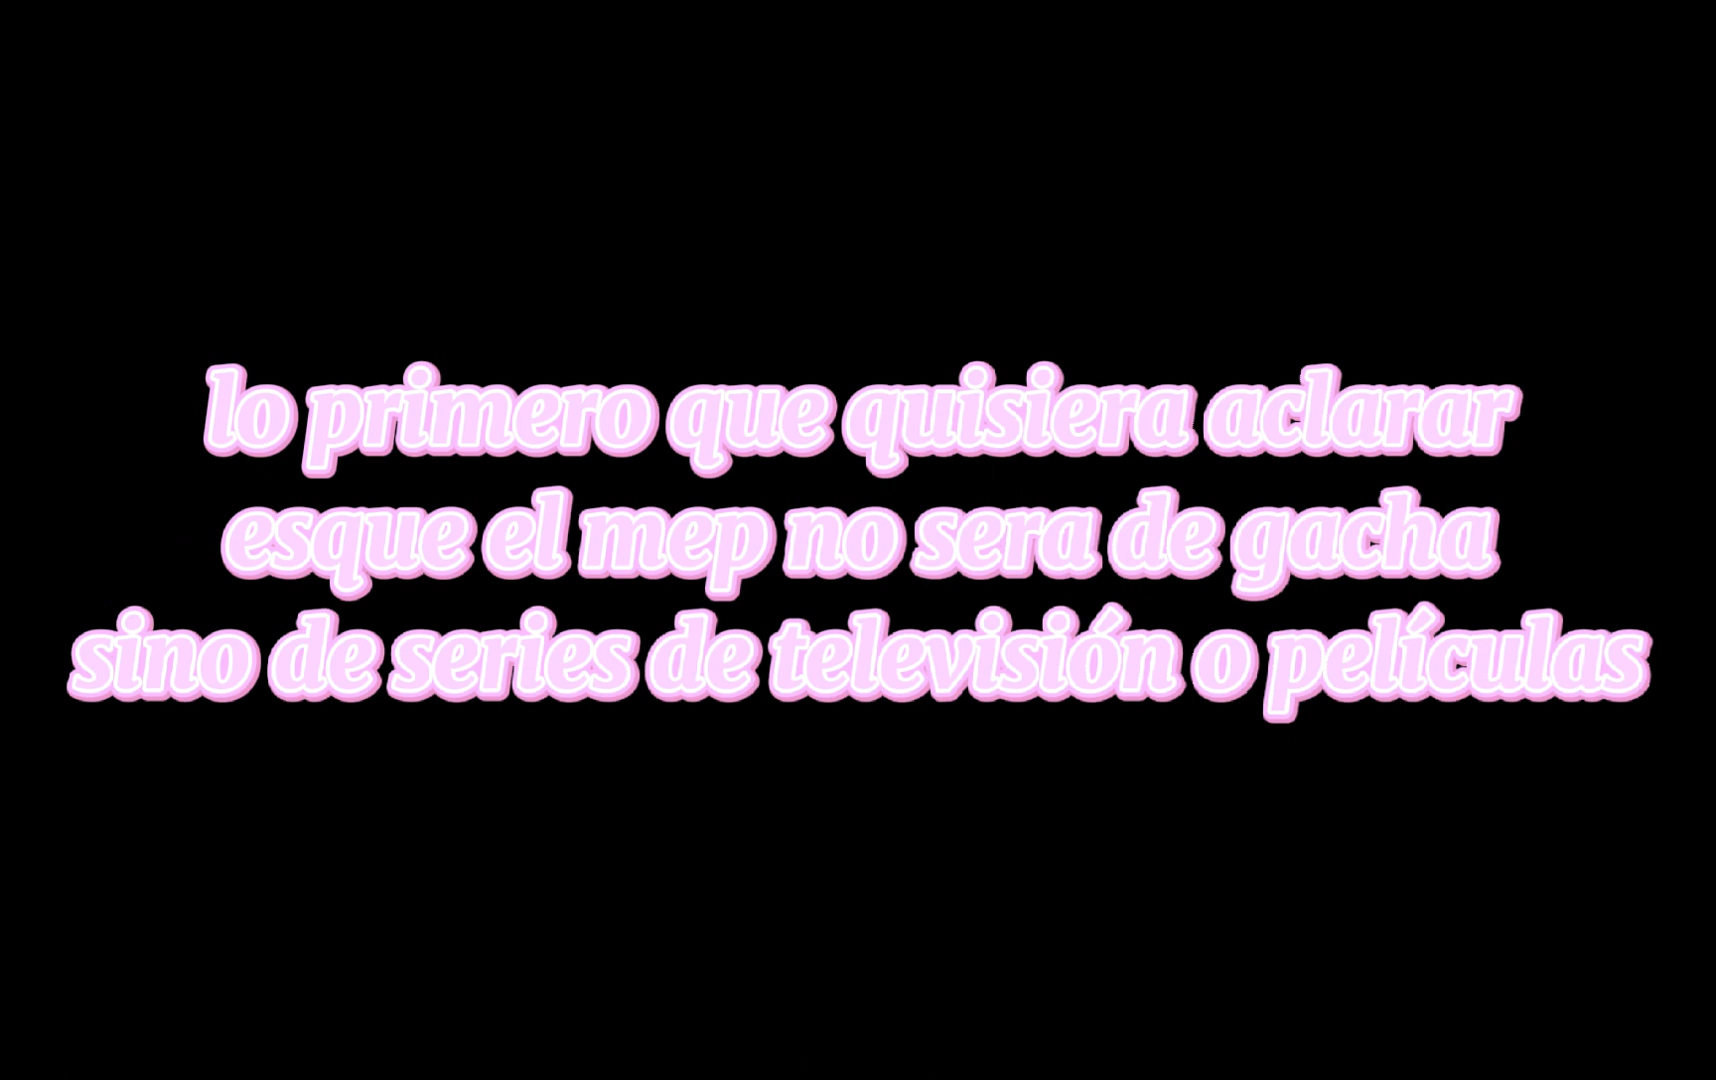 lo primero que quisiera aclarar
esque el mep no sera de gacha
sino de series de televisión o películas